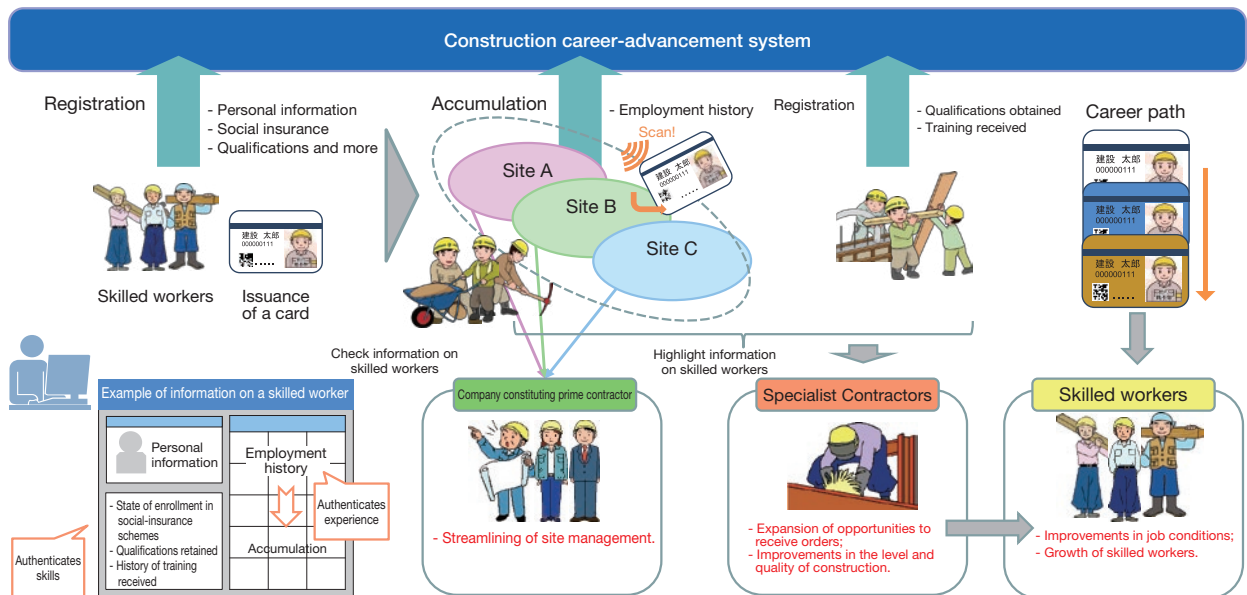 Construction career-advancement system
Registration
- Personal information
- Social insurance
- Qualifications and more
Skilled workers
建設 太郎
000000111
Issuance
of a card
Accumulation
- Employment history
Scan!
建設 太郎
000000111
Site A
Site B
Site C
Registration
- Qualifications obtained
- Training received
Career path
建設 太郎
000000111
建設 太郎
000000111
建設 太郎
000000111
Check information on
skilled workers
Highlight information
on skilled workers
Example of information on a skilled worker
Personal
information
- State of enrollment in
social-insurance
schemes
- Qualifications retained
- History of training
received
Employment
history
Accumulation
Authenticates
experience
Authenticates
skills
Company constituting prime contractor
- Streamlining of site management.
Specialist Contractors
- Expansion of opportunities to
receive orders;
- Improvements in the level and
quality of construction.
Skilled workers
- Improvements in job conditions;
- Growth of skilled workers.